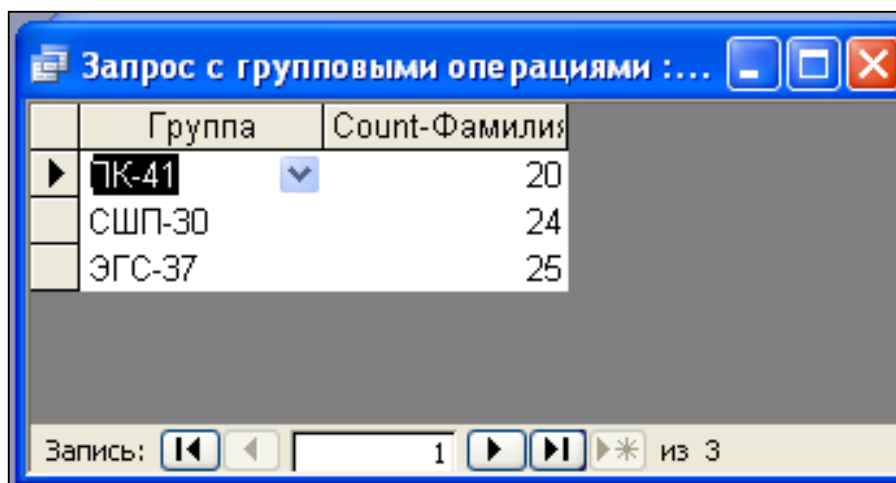 Запрос с групповыми операциями :...
Группа Count-Фамилия
ПК-41 20
СШП-30 24
ЭГС-37 25
Запись: 1 из 3